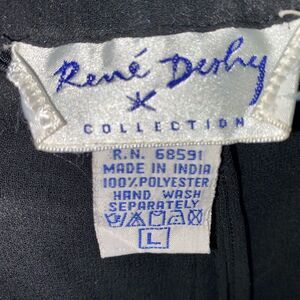 René Derhy
COLLECTION
R.N. 68591
MADE IN INDIA
100% POLYESTER
HAND WASH
SEPARATELY
L